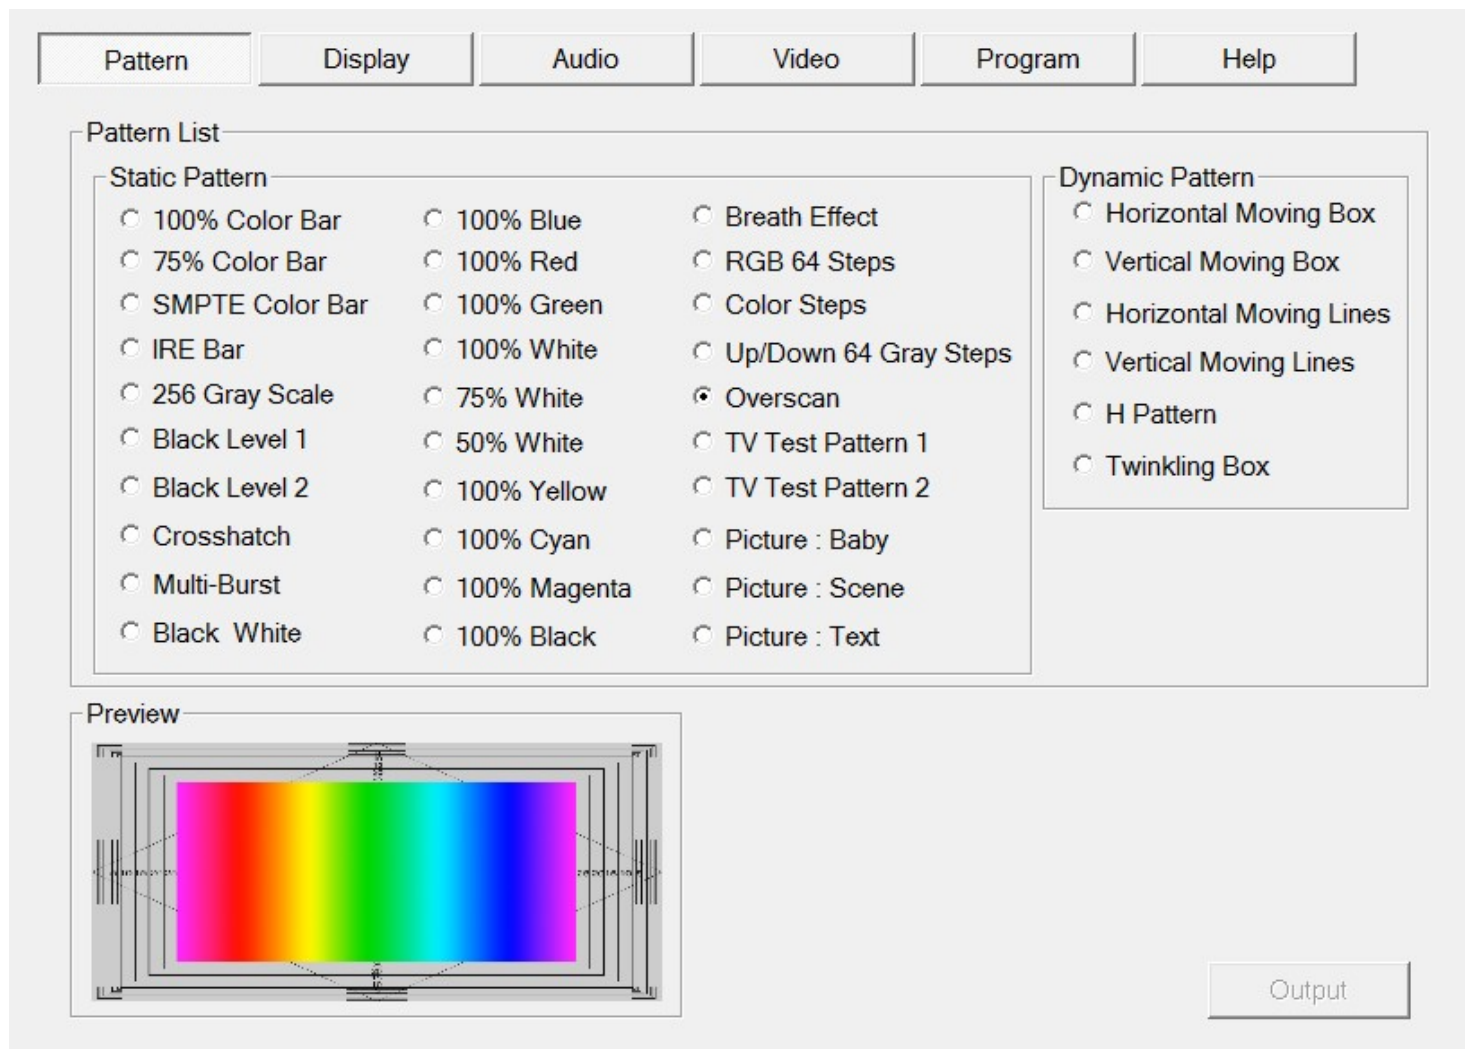 Pattern
Display
Audio
Video
Program
Help
Pattern List
Static Pattern
100% Color Bar
75% Color Bar
SMPTE Color Bar
IRE Bar
256 Gray Scale
Black Level 1
Black Level 2
Crosshatch
Multi-Burst
Black  White
100% Blue
100% Red
100% Green
100% White
75% White
50% White
100% Yellow
100% Cyan
100% Magenta
100% Black
Breath Effect
RGB 64 Steps
Color Steps
Up/Down 64 Gray Steps
Overscan
TV Test Pattern 1
TV Test Pattern 2
Picture : Baby
Picture : Scene
Picture : Text
Dynamic Pattern
Horizontal Moving Box
Vertical Moving Box
Horizontal Moving Lines
Vertical Moving Lines
H Pattern
Twinkling Box
Preview
Output